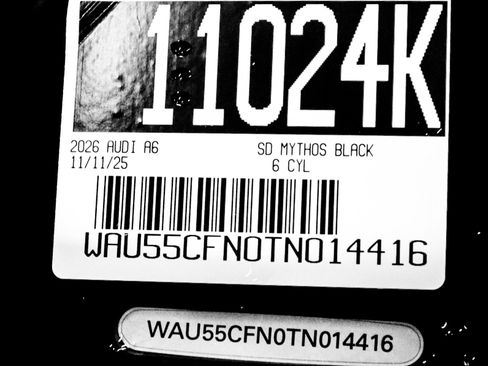 11024K
2026 AUDI A6 SD MYTHOS BLACK
11/11/25 6 CYL
WAU55CFN0TN014416
WAU55CFN0TN014416